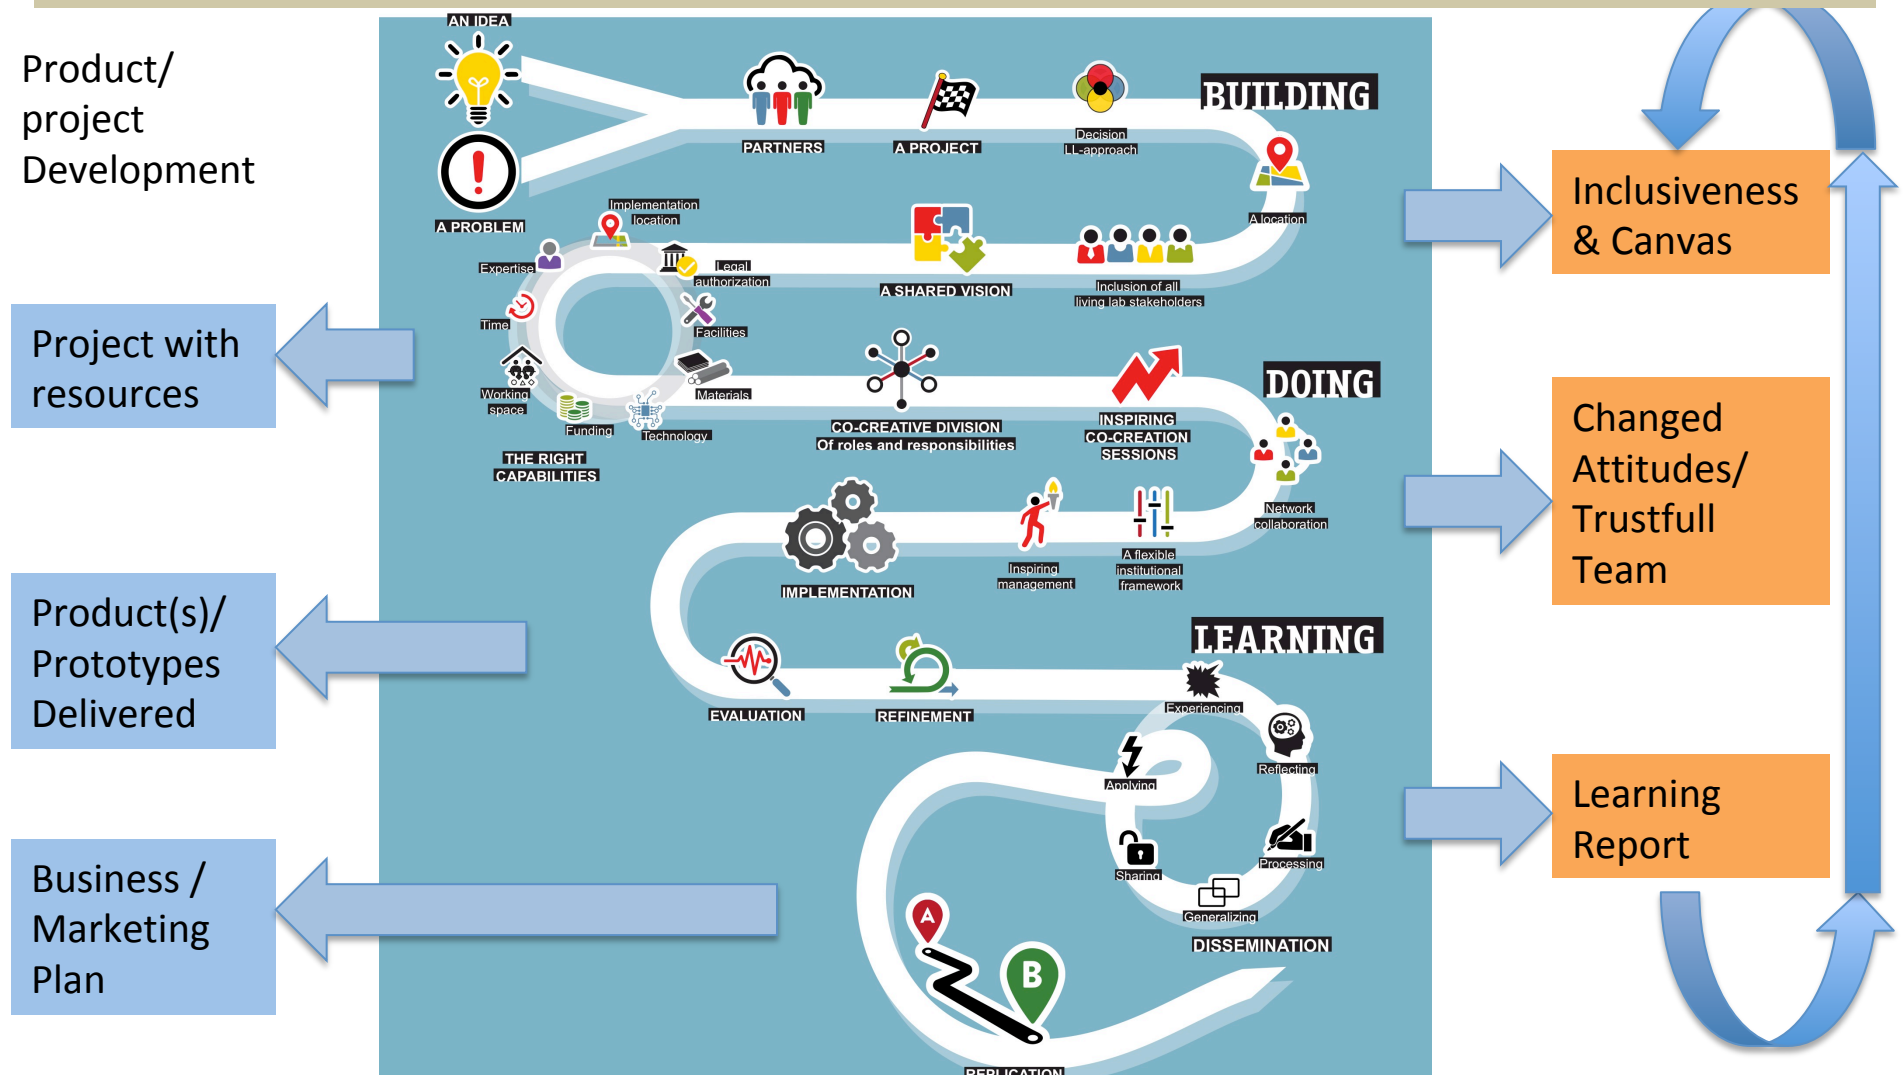 Product/
project
Development
AN IDEA
A PROBLEM
PARTNERS
A PROJECT
Decision
LL-approach
BUILDING
A location
Inclusion of all
living lab stakeholders
A SHARED VISION
Legal
authorization
Implementation
location
Expertise
Time
Working
space
Funding
Technology
Materials
Facilities
THE RIGHT
CAPABILITIES
CO-CREATIVE DIVISION
Of roles and responsibilities
INSPIRING
CO-CREATION
SESSIONS
DOING
Network
collaboration
A flexible
institutional
framework
Inspiring
management
IMPLEMENTATION
EVALUATION
REFINEMENT
LEARNING
Experiencing
Reflecting
Processing
Generalizing
Sharing
Applying
DISSEMINATION
A
B
REPLICATION
Project with
resources
Product(s)/
Prototypes
Delivered
Business /
Marketing
Plan
Inclusiveness
& Canvas
Changed
Attitudes/
Trustfull
Team
Learning
Report